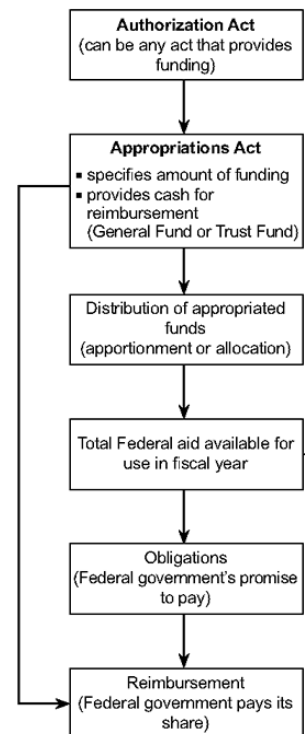 Authorization Act
(can be any act that provides
funding)
Appropriations Act
▪ specifies amount of funding
▪ provides cash for
reimbursement
(General Fund or Trust Fund)
Distribution of appropriated
funds
(apportionment or allocation)
Total Federal aid available for
use in fiscal year
Obligations
(Federal government's promise
to pay)
Reimbursement
(Federal government pays its
share)